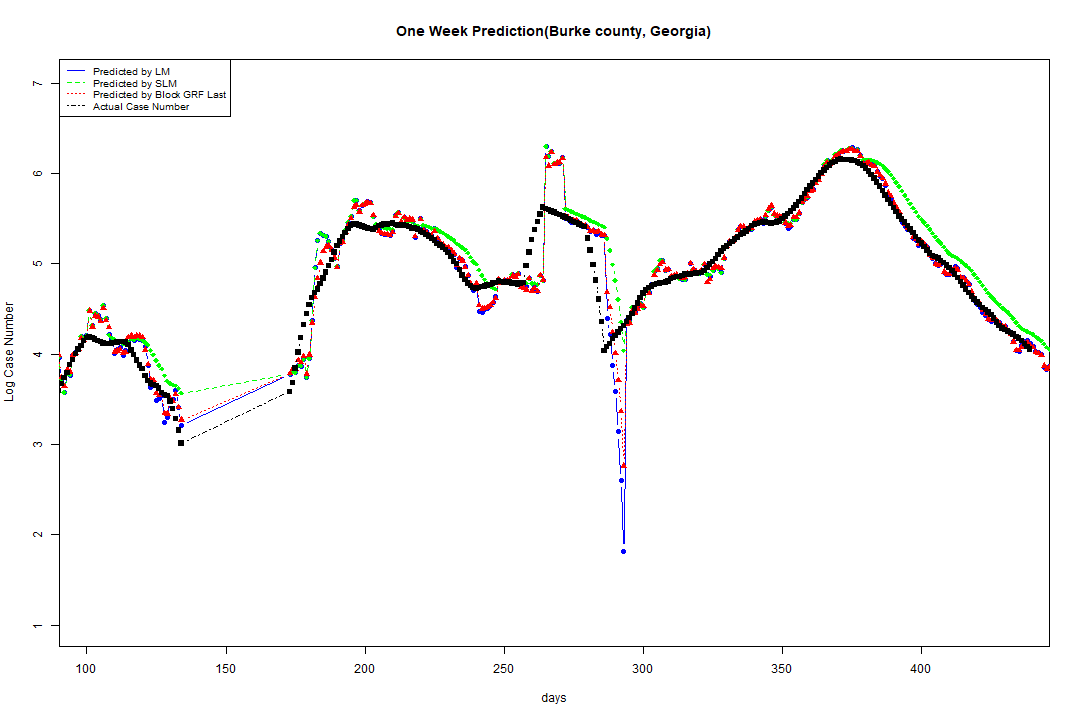 One Week Prediction(Burke county, Georgia)
Predicted by LM
Predicted by SLM
Predicted by Block GRF Last
Actual Case Number
7
6
5
4
3
2
1
Log Case Number
100 150 200 250 300 350 400
days